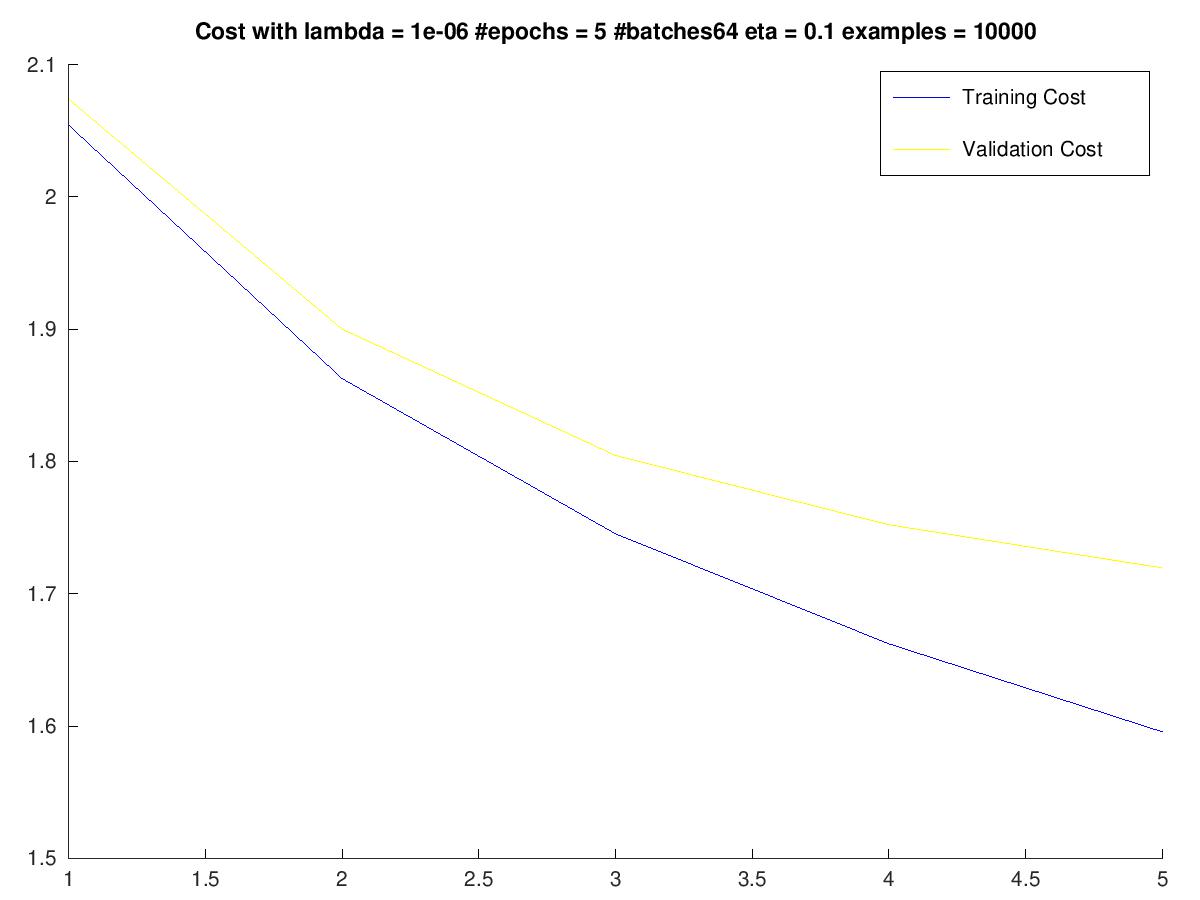 Cost with lambda = 1e-06 #epochs = 5 #batches64 eta = 0.1 examples = 10000
Training Cost
Validation Cost
2.1
2
1.9
1.8
1.7
1.6
1.5
1 1.5 2 2.5 3 3.5 4 4.5 5